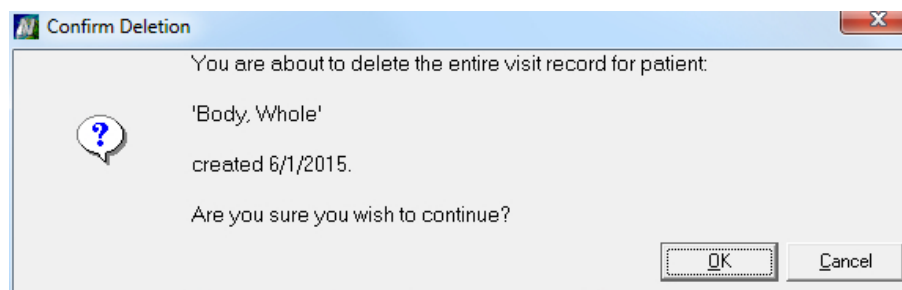 Confirm Deletion
You are about to delete the entire visit record for patient:
'Body, Whole'
created 6/1/2015.
Are you sure you wish to continue?
OK
Cancel